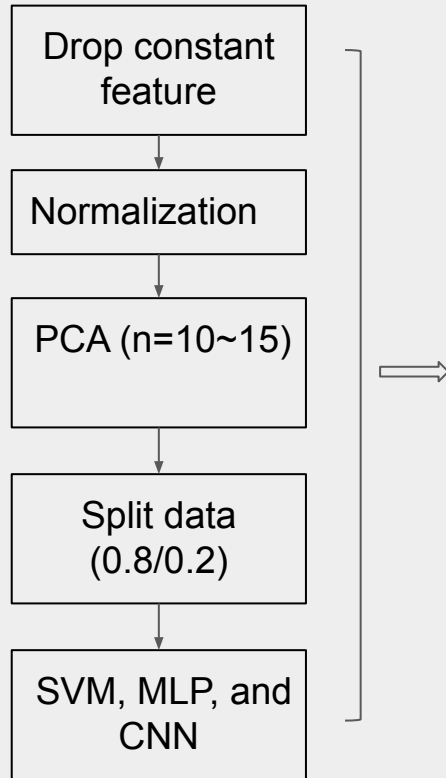 Drop constant
feature
Normalization
PCA (n=10~15)
Split data
(0.8/0.2)
SVM, MLP, and
CNN